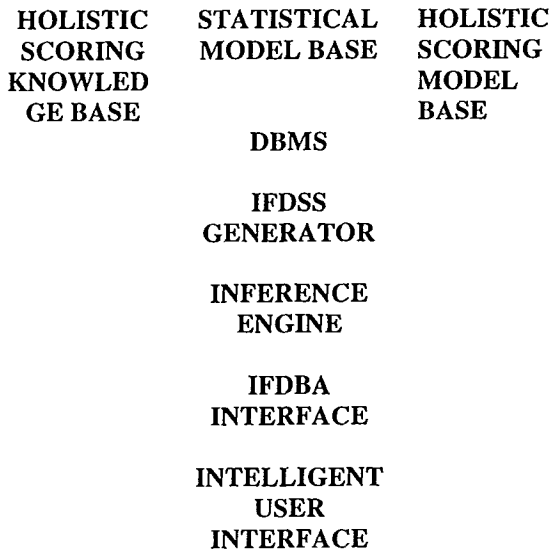 HOLISTIC
SCORING
KNOWLED
GE BASE
STATISTICAL
MODEL BASE
HOLISTIC
SCORING
MODEL
BASE
DBMS
IFDSS
GENERATOR
INFERENCE
ENGINE
IFDBA
INTERFACE
INTELLIGENT
USER
INTERFACE